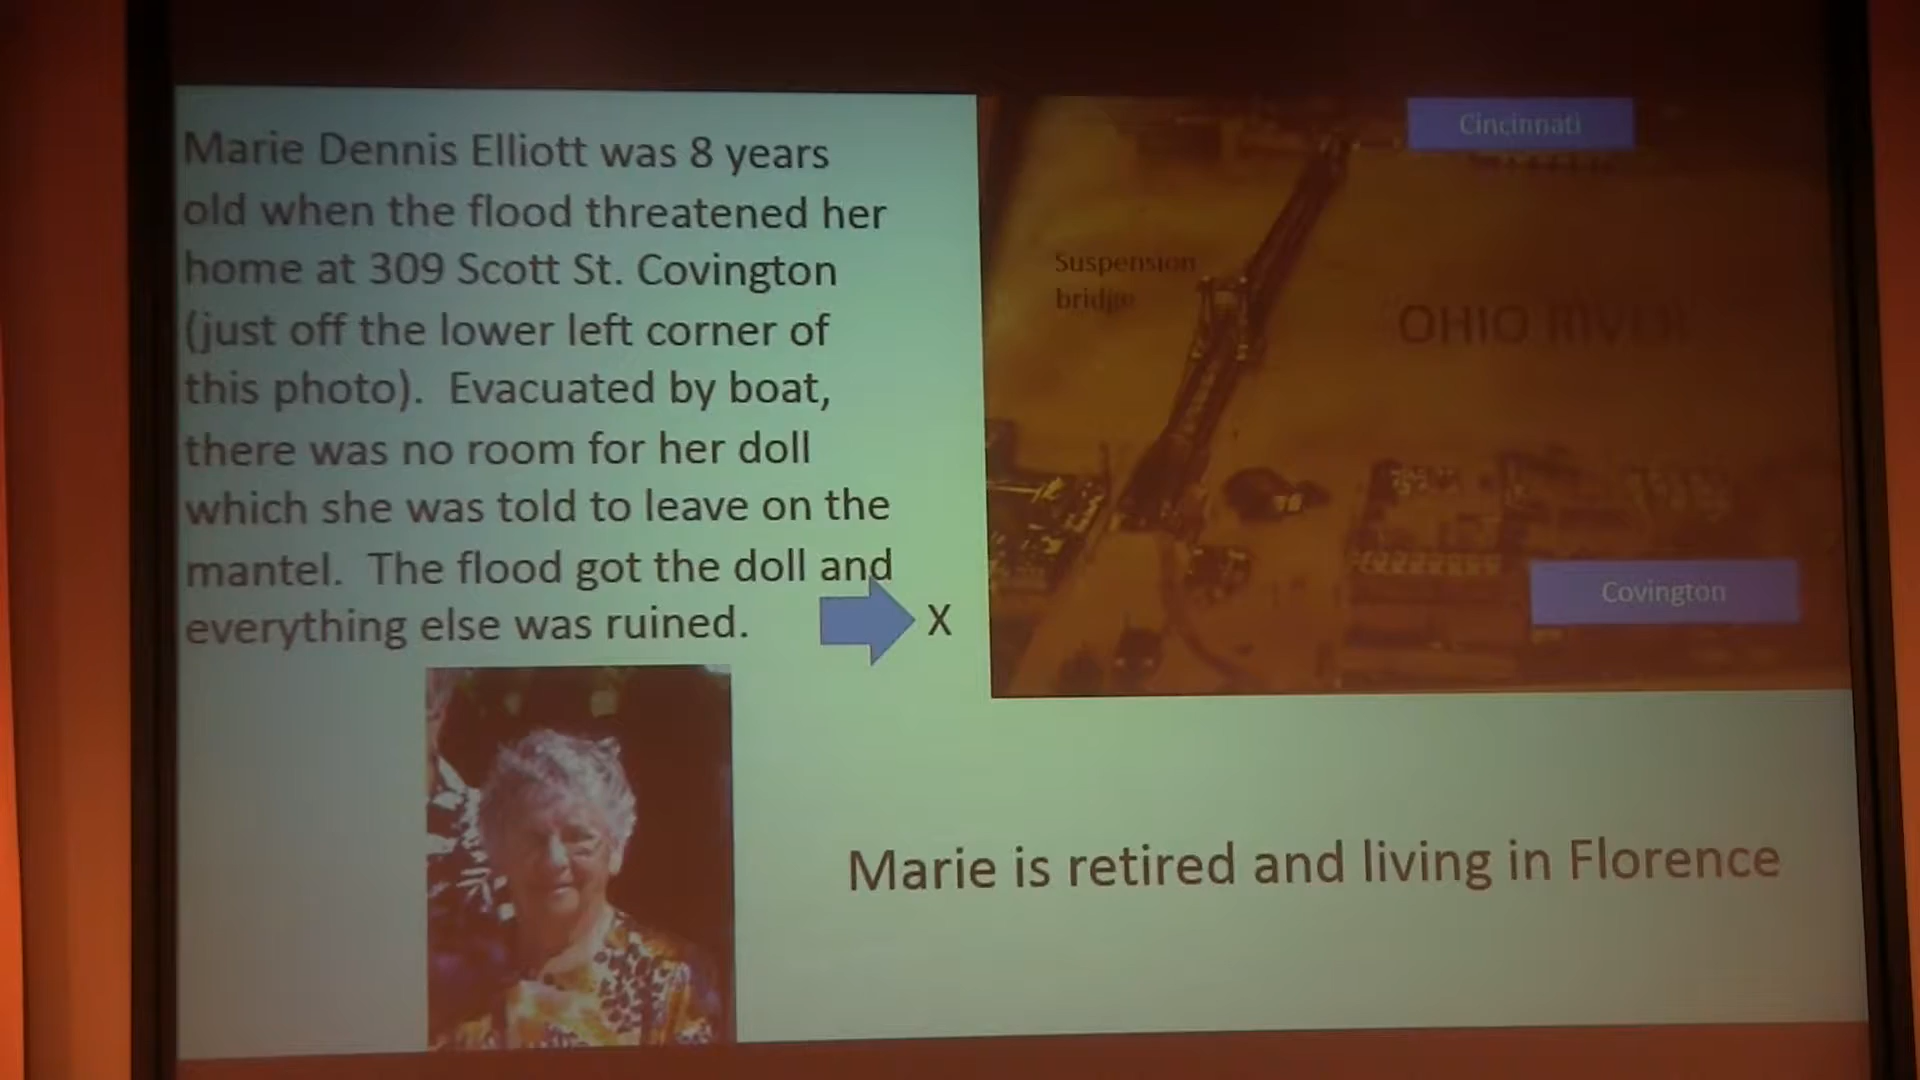 Marie Dennis Elliott was 8 years
old when the flood threatened her
home at 309 Scott St. Covington
(just off the lower left corner of
this photo).  Evacuated by boat,
there was no room for her doll
which she was told to leave on the
mantel.  The flood got the doll and
everything else was ruined.
X
Cincinnati
Suspension
bridge
OHIO RIVER
Covington
Marie is retired and living in Florence